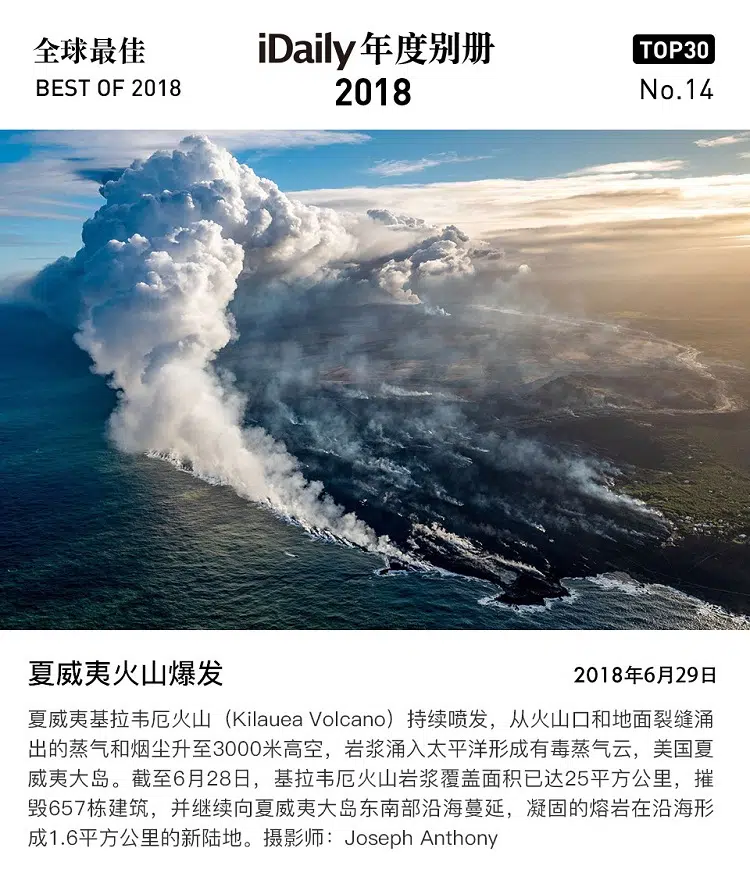 全球最佳
BEST OF 2018
iDaily 年度别册
2018
TOP30
No.14
夏威夷火山爆发
2018年6月29日
夏威夷基拉韦厄火山（Kilauea Volcano）持续喷发，从火山口和地面裂缝涌
出的蒸气和烟尘升至3000米高空，岩浆涌入太平洋形成有毒蒸气云，美国夏
威夷大岛。截至6月28日，基拉韦厄火山岩浆覆盖面积已达25平方公里，摧
毁657栋建筑，并继续向夏威夷大岛东南部沿海蔓延，凝固的熔岩在沿海形
成1.6平方公里的新陆地。摄影师：Joseph Anthony